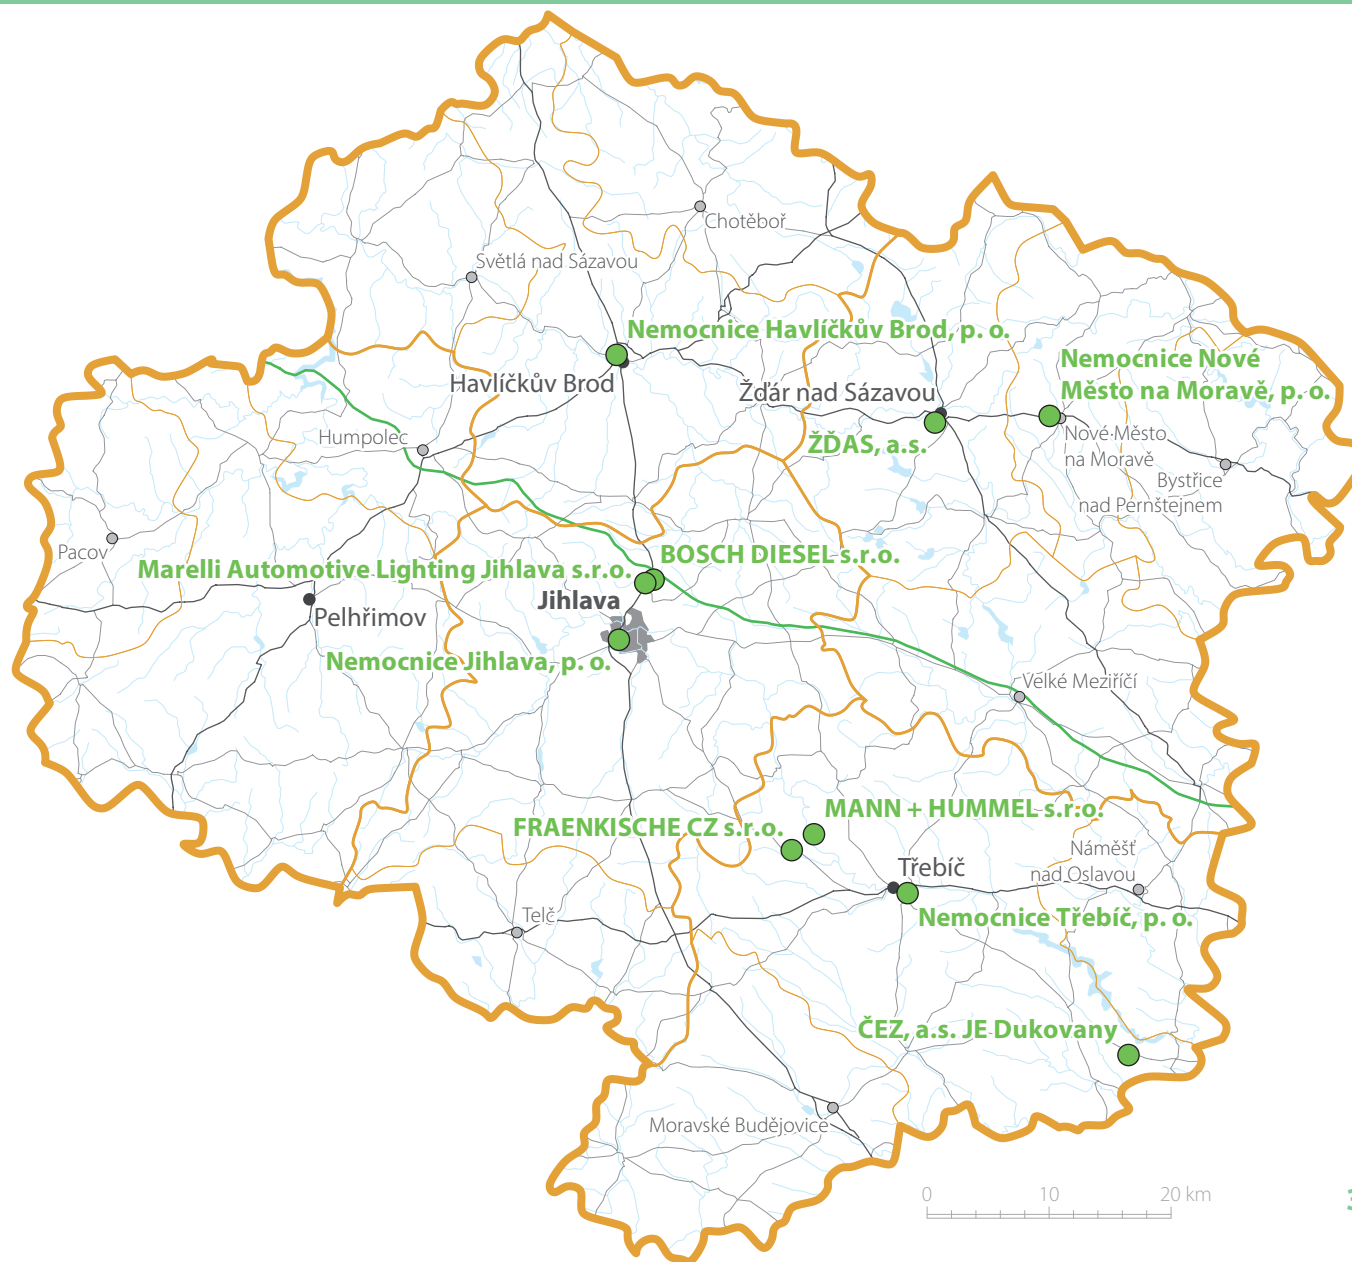 Chotěboř
Světlá nad Sázavou
Nemocnice Havlíčkův Brod, p. o.
Nemocnice Nové
Město na Moravě, p. o.
Havlíčkův Brod
Žďár nad Sázavou
ŽĎAS, a.s.
Humpolec
Nové Město
na Moravě
Bystřice
nad Pernštejnem
Pacov
BOSCH DIESEL s.r.o.
Marelli Automotive Lighting Jihlava s.r.o.
Jihlava
Pelhřimov
Nemocnice Jihlava, p. o.
Velké Meziříčí
MANN + HUMMEL s.r.o.
FRAENKISCHE CZ s.r.o.
Náměšť
nad Oslavou
Třebíč
Telč
Nemocnice Třebíč, p. o.
ČEZ, a.s. JE Dukovany
Moravské Budějovice
0 10 20 km